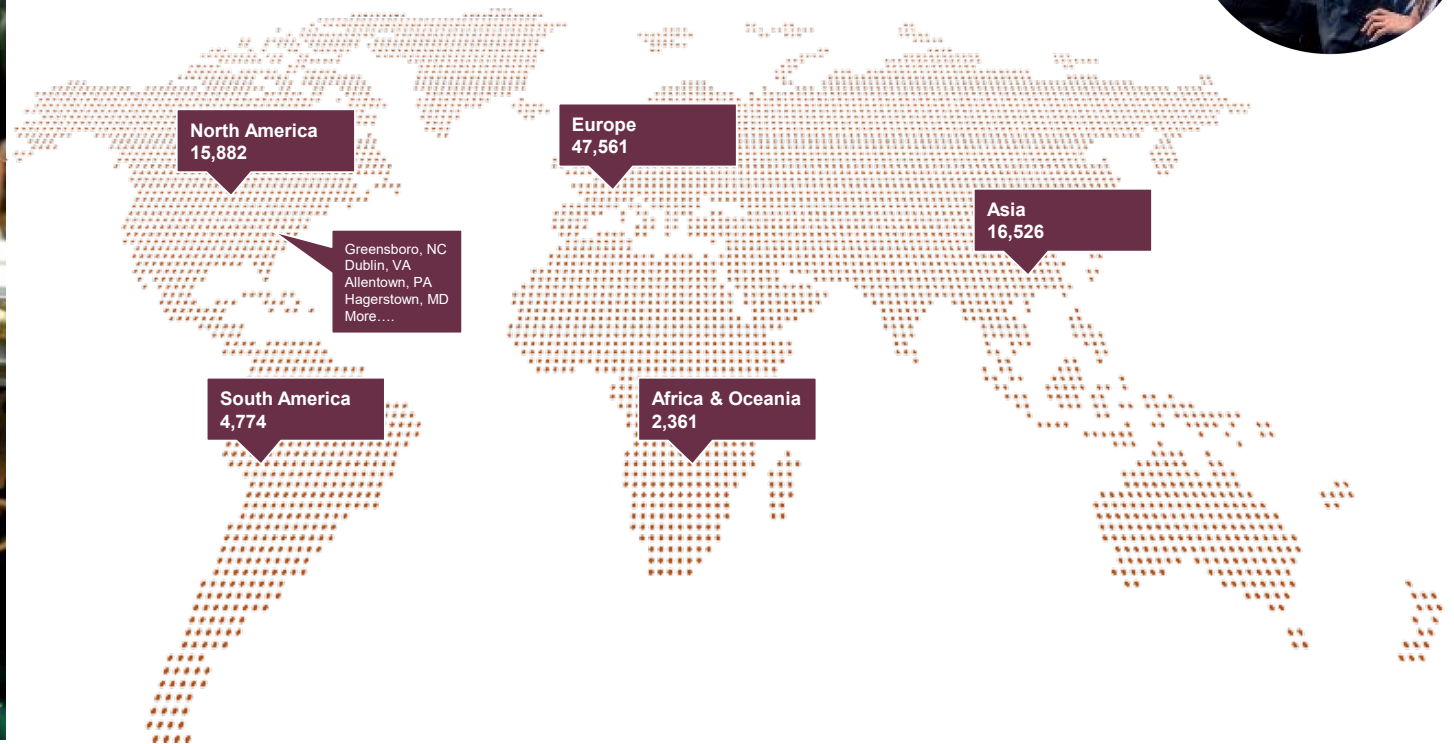 North America
15,882
Europe
47,561
Asia
16,526
Greensboro, NC
Dublin, VA
Allentown, PA
Hagerstown, MD
More….
South America
4,774
Africa & Oceania
2,361